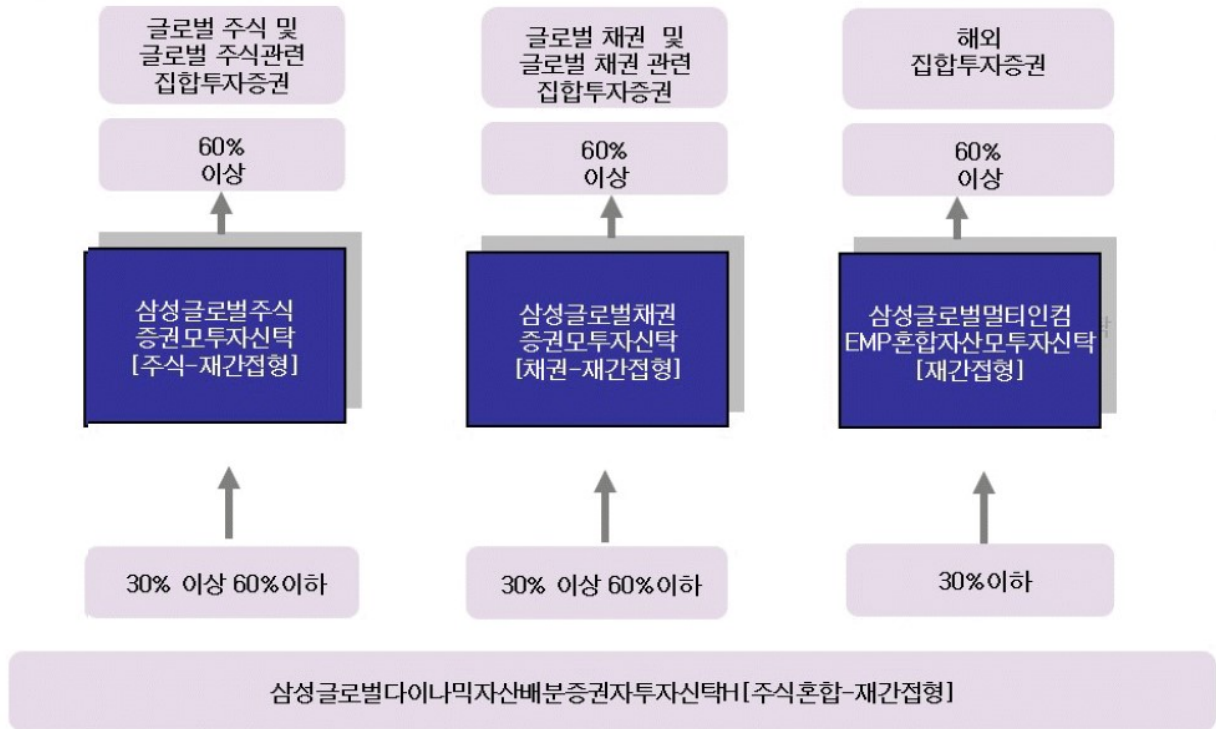 글로벌 주식 및
글로벌 주식관련
집합투자증권
글로벌 채권 및
글로벌 채권 관련
집합투자증권
해외
집합투자증권
60%
이상
60%
이상
60%
이상
삼성글로벌주식
증권모투자신탁
[주식-재간접형]
삼성글로벌채권
증권모투자신탁
[채권-재간접형]
삼성글로벌멀티인컴
EMP혼합자산모투자신탁
[재간접형]
30% 이상 60%이하
30% 이상 60%이하
30%이하
삼성글로벌다이나믹자산배분증권자투자신탁H[주식혼합-재간접형]